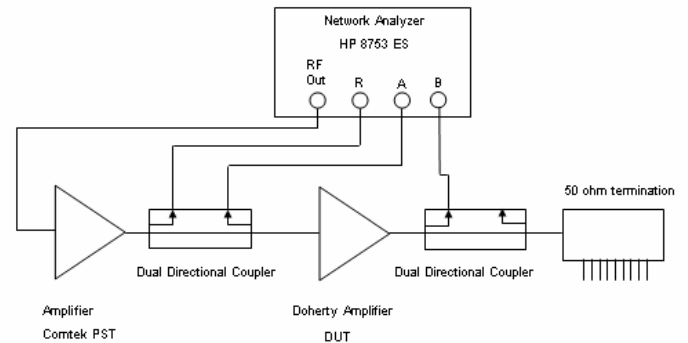 Network Analyzer
HP 8753 ES
RF
Out
R
A
B
50 ohm termination
Dual Directional Coupler
Dual Directional Coupler
Amplifier
Comtek PST
Doherty Amplifier
DUT